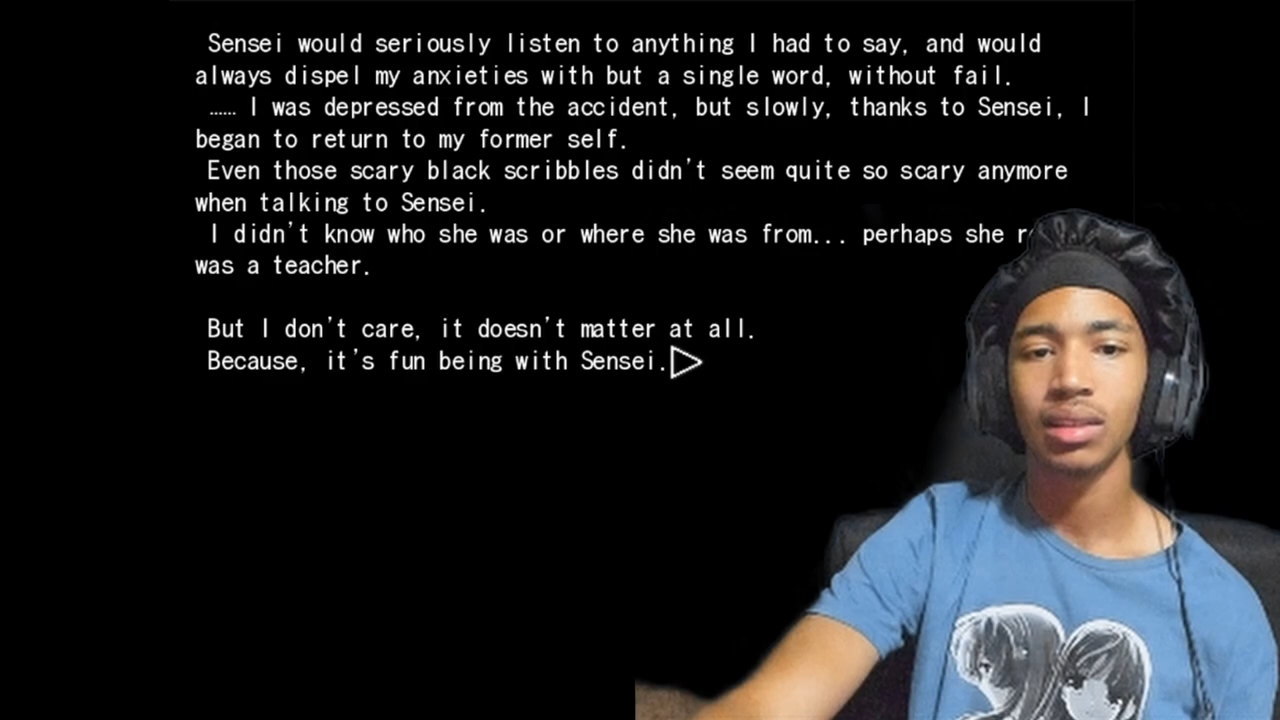 Sensei would seriously listen to anything I had to say, and would
always dispel my anxieties with but a single word, without fail.
…… I was depressed from the accident, but slowly, thanks to Sensei, I
began to return to my former self.
Even those scary black scribbles didn't seem quite so scary anymore
when talking to Sensei.
I didn't know who she was or where she was from... perhaps she
was a teacher.
But I don't care, it doesn't matter at all.
Because, it's fun being with Sensei.